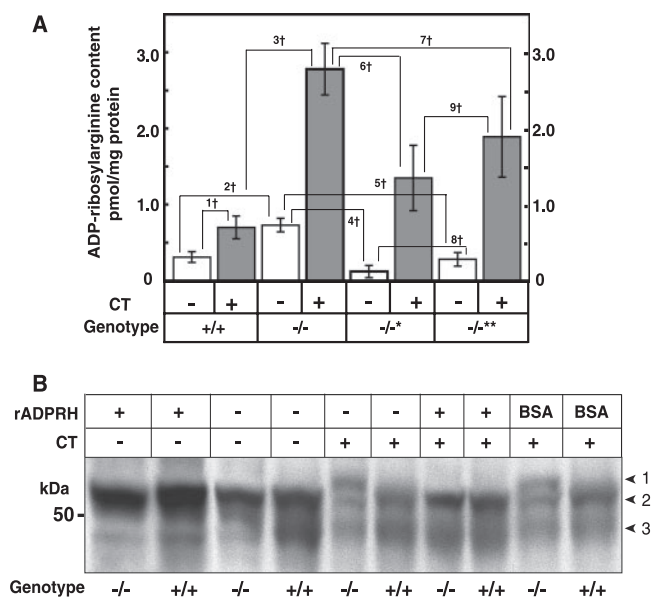 A
ADP-ribosylarginine content
pmol/mg protein
3.0
2.0
1.0
0
3.0
2.0
1.0
0
3†
7†
6†
9†
2†
1†
5†
4†
8†
CT - + - + - + - +
Genotype +/+ -/- -/-* -/-**
B
rADPRH + + - - - - + + BSA BSA
CT - - - - + + + + + +
kDa
50
1
2
3
Genotype -/- +/+ -/- +/+ -/- +/+ -/- +/+ -/- +/+